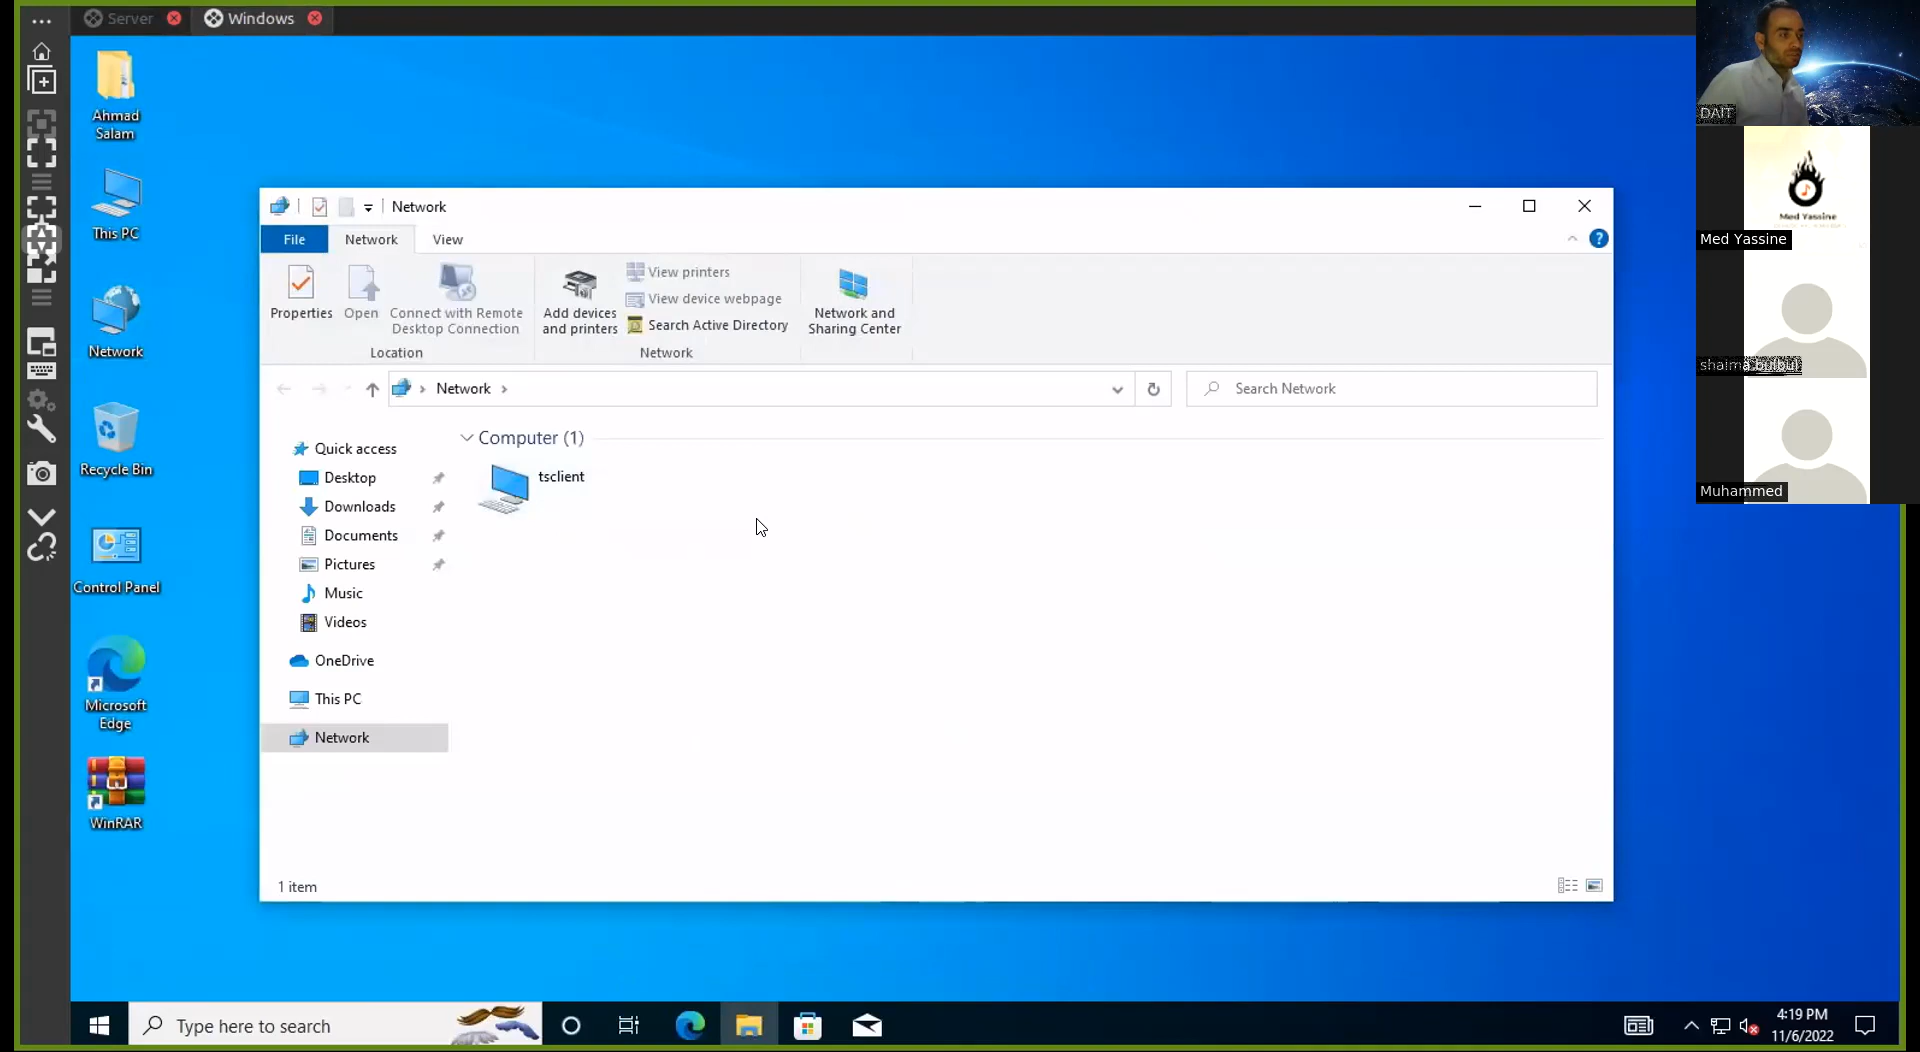 Server
Windows
Ahmad
Salam
This PC
Network
Recycle Bin
Control Panel
Microsoft
Edge
WinRAR
Network
File
Network
View
Properties
Open
Connect with Remote
Desktop Connection
Location
Add devices
and printers
View printers
View device webpage
Search Active Directory
Network
Network and
Sharing Center
Network
Search Network
Quick access
Desktop
Downloads
Documents
Pictures
Music
Videos
OneDrive
This PC
Network
Computer (1)
tsclient
1 item
Type here to search
4:19 PM
11/6/2022
DAIT
Med Yassine
Med Yassine
shaima bulbul
Muhammed